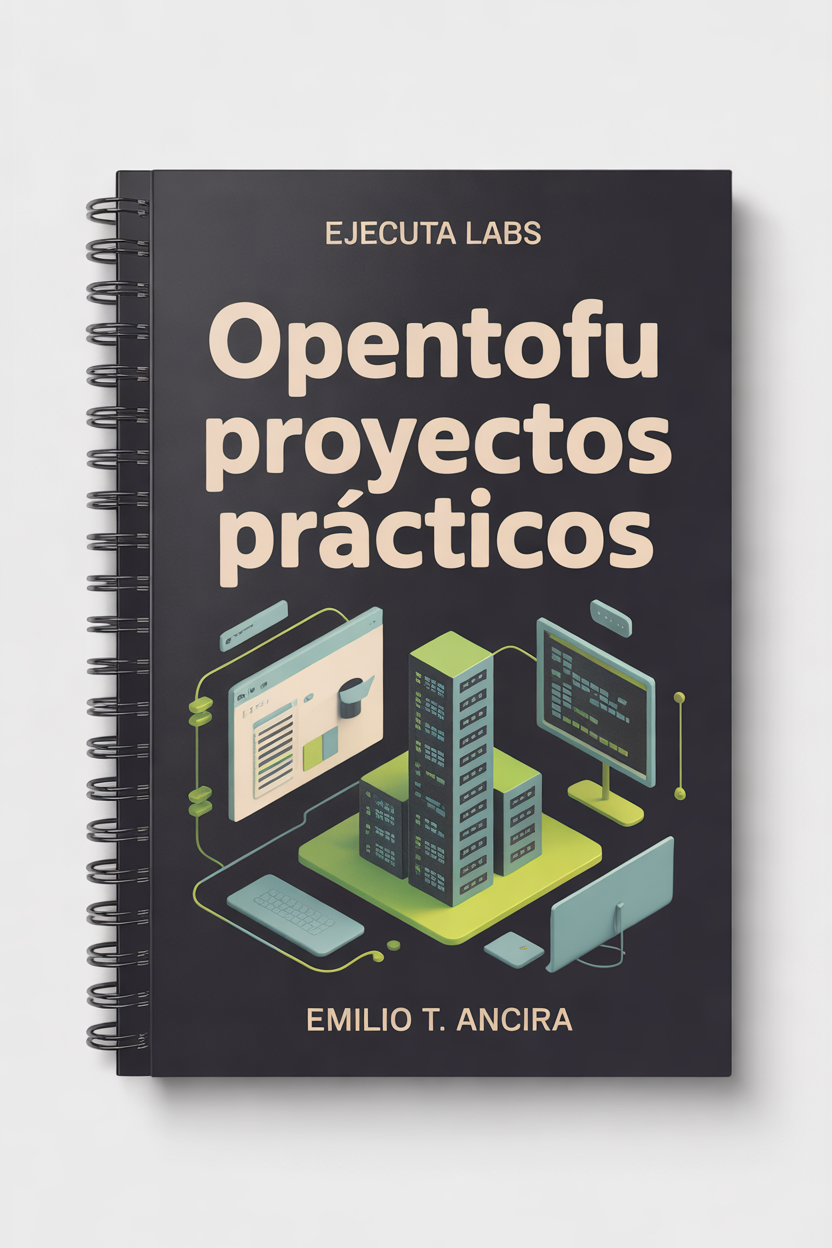 EJECUTA LABS
Opentofu
proyectos
prácticos
EMILIO T. ANCIRA